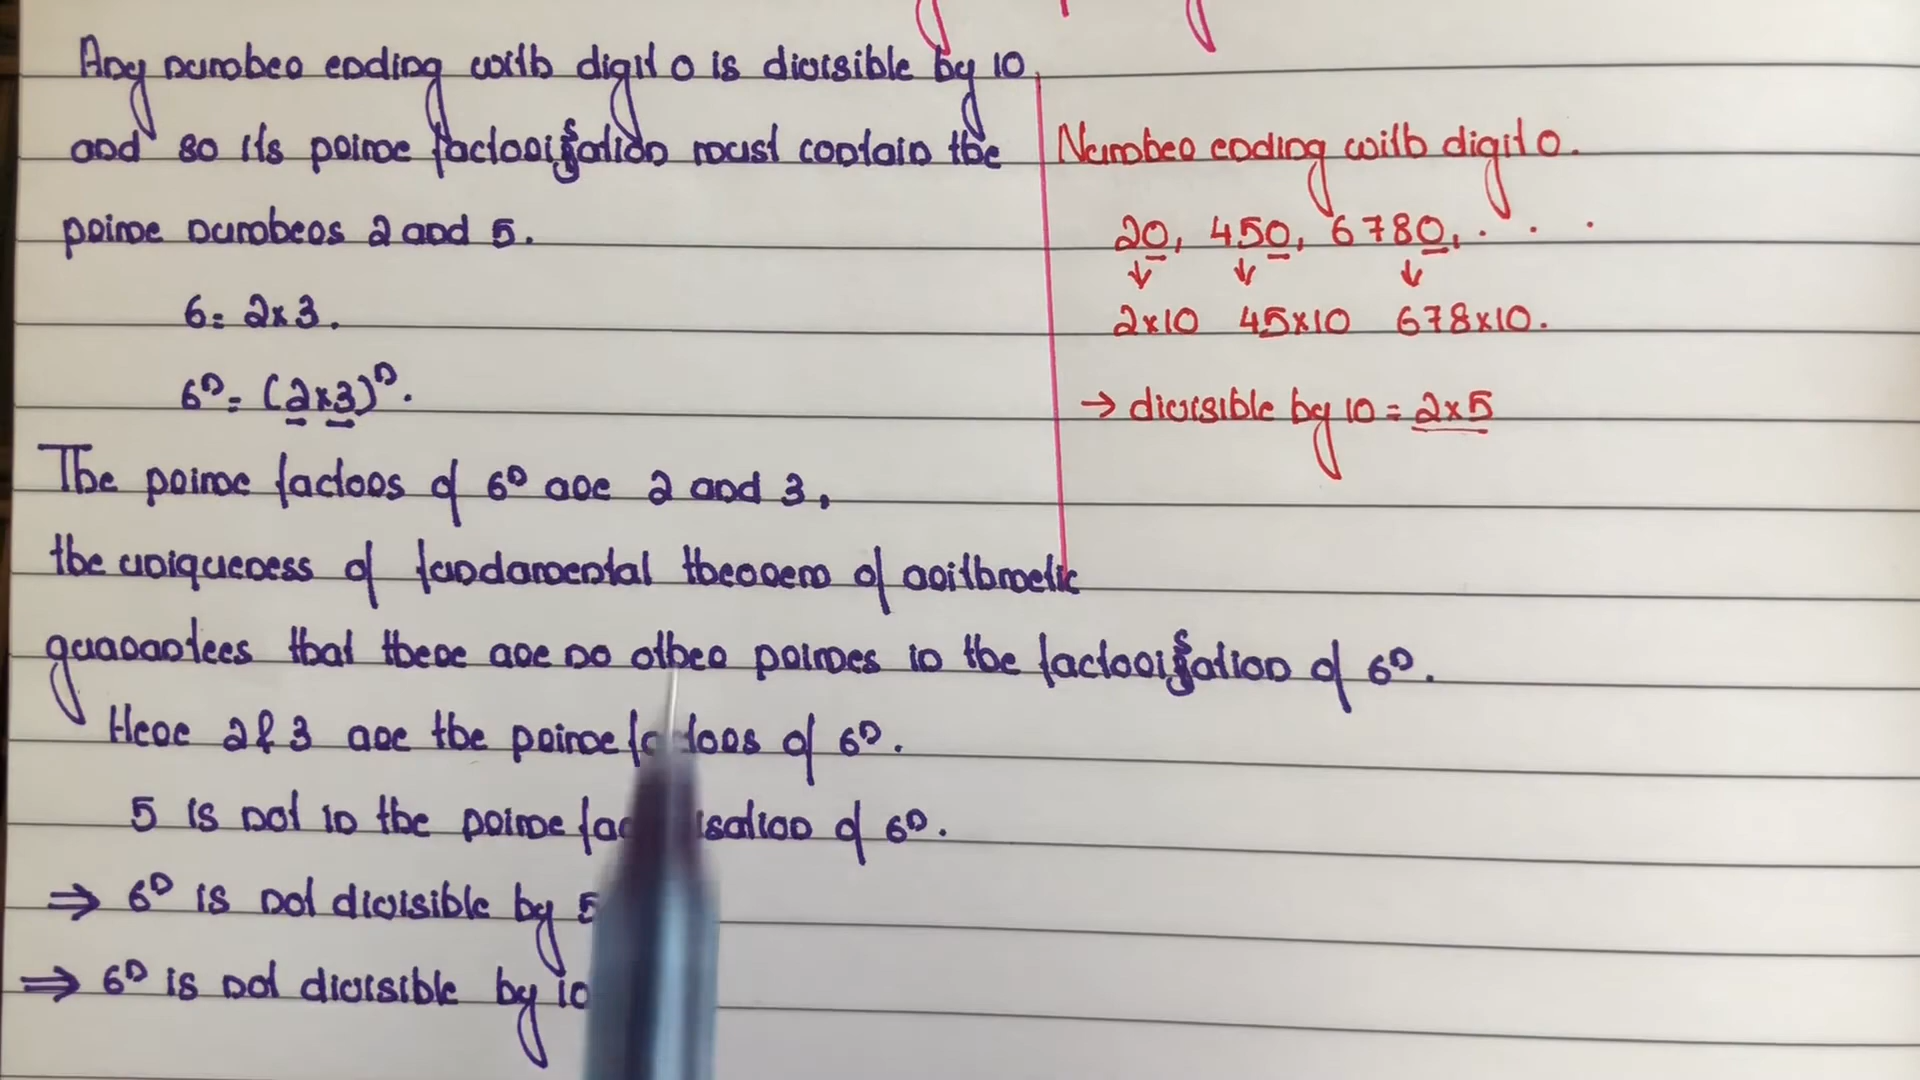 Any number ending with digit 0 is divisible by 10
and so its prime factorisation must contain the
prime numbers 2 and 5.
6 = 2×3.
6ⁿ = (2×3)ⁿ.
The prime factors of 6ⁿ are 2 and 3,
the uniqueness of fundamental theorem of arithmetic
guarantees that there are no other primes in the factorisation of 6ⁿ.
Here 2 & 3 are the prime factors of 6ⁿ.
5 is not in the prime factorisation of 6ⁿ.
⇒ 6ⁿ is not divisible by 5
⇒ 6ⁿ is not divisible by 10
Number ending with digit 0.
20, 450, 6780, . . .
↓ ↓ ↓
2×10 45×10 678×10.
→ divisible by 10 = 2×5